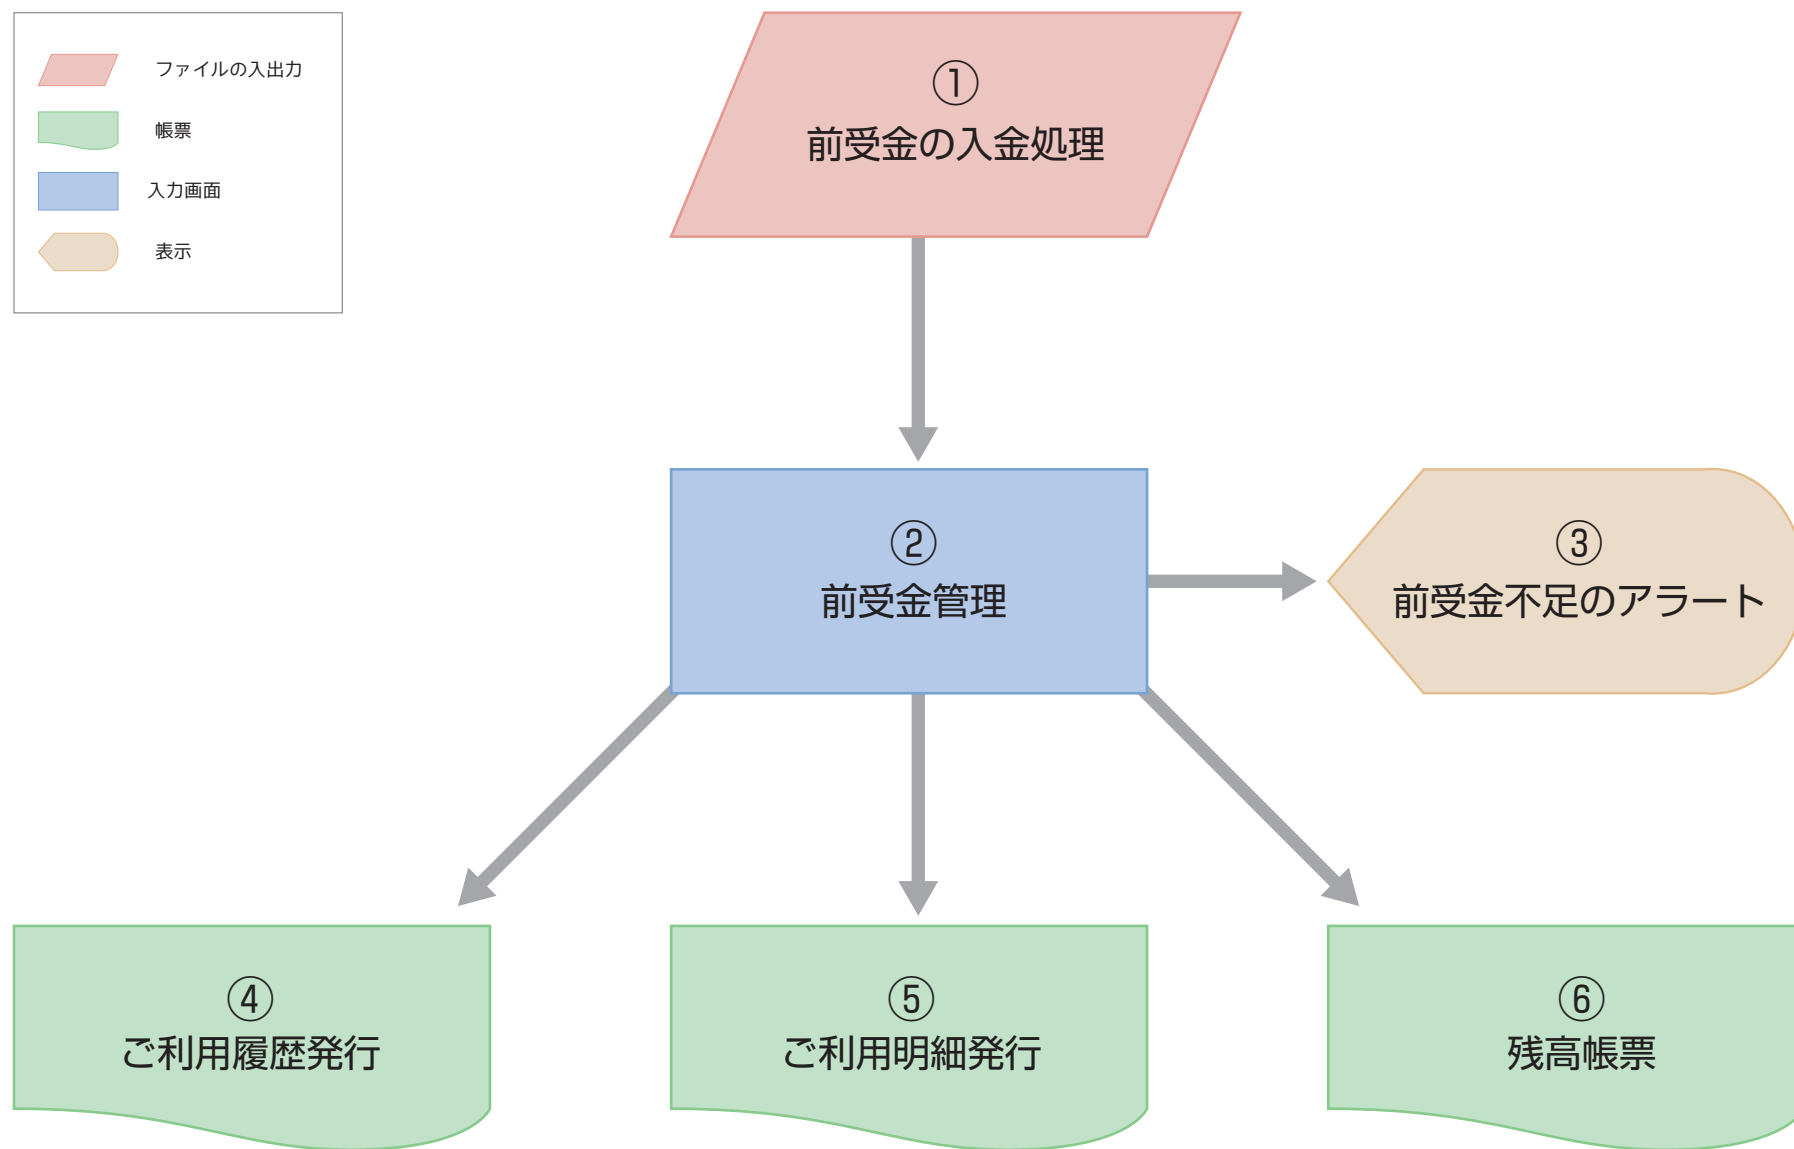 ファイルの入出力
帳票
入力画面
表示
①
前受金の入金処理
②
前受金管理
③
前受金不足のアラート
④
ご利用履歴発行
⑤
ご利用明細発行
⑥
残高帳票